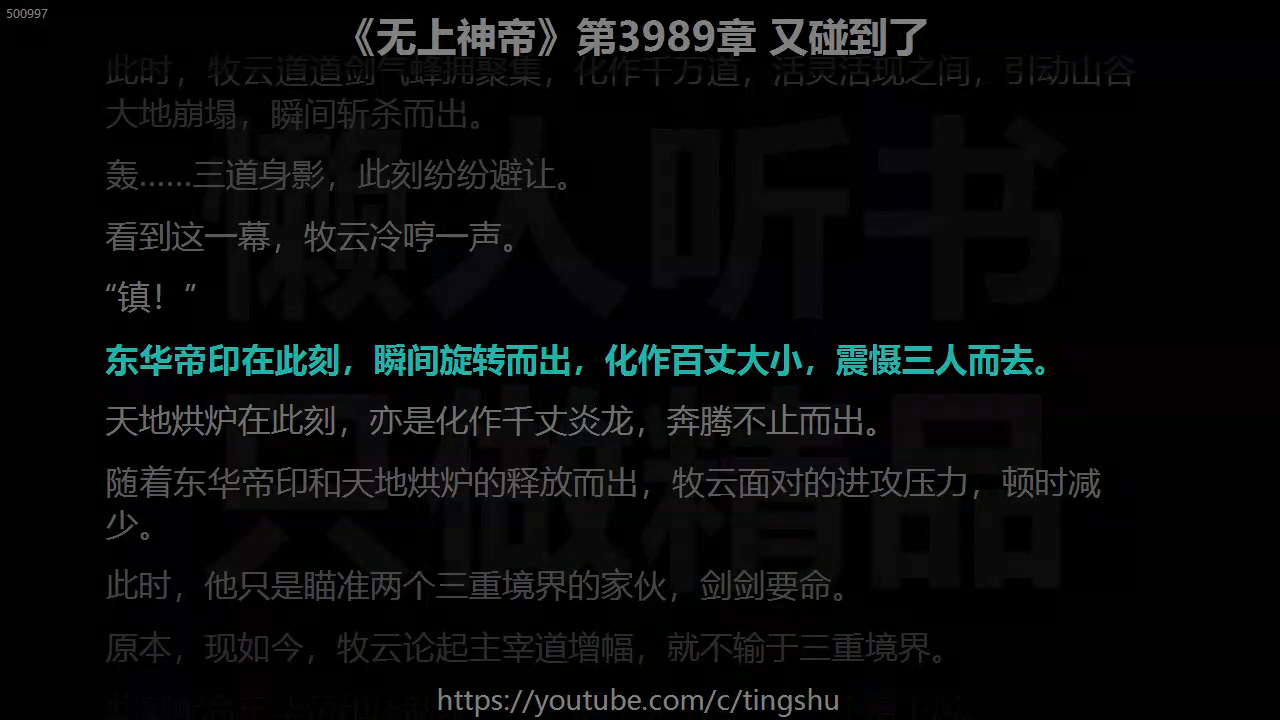 500997
《无上神帝》第3989章 又碰到了
此时，牧云道道剑气蜂拥聚集，化作千万道，活灵活现之间，引动山谷
大地崩塌，瞬间斩杀而出。
轰......三道身影，此刻纷纷避让。
看到这一幕，牧云冷哼一声。
“镇！”
东华帝印在此刻，瞬间旋转而出，化作百丈大小，震慑三人而去。
天地烘炉在此刻，亦是化作千丈炎龙，奔腾不止而出。
随着东华帝印和天地烘炉的释放而出，牧云面对的进攻压力，顿时减
少。
此时，他只是瞄准两个三重境界的家伙，剑剑要命。
原本，现如今，牧云论起主宰道增幅，就不输于三重境界。
https://youtube.com/c/tingshu
懒人听书
只做精品